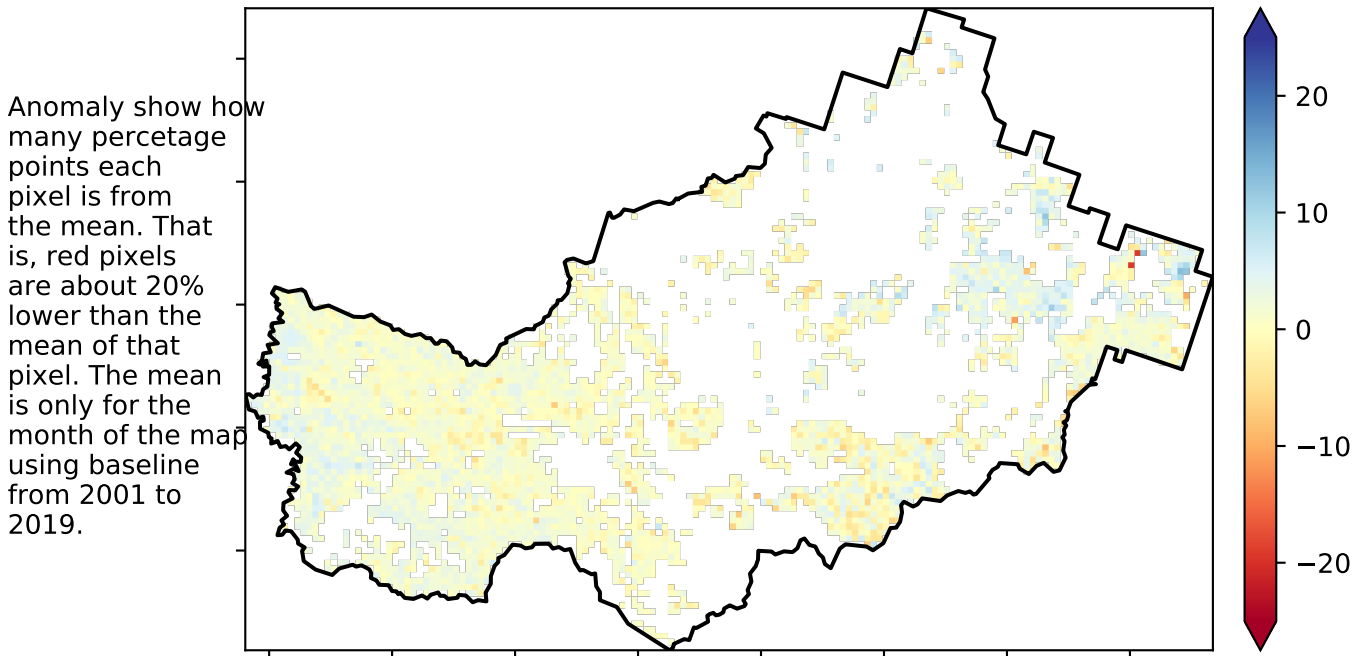 Anomaly show how
many percetage
points each
pixel is from
the mean. That
is, red pixels
are about 20%
lower than the
mean of that
pixel. The mean
is only for the
month of the map
using baseline
from 2001 to
2019.
20
10
0
−10
−20